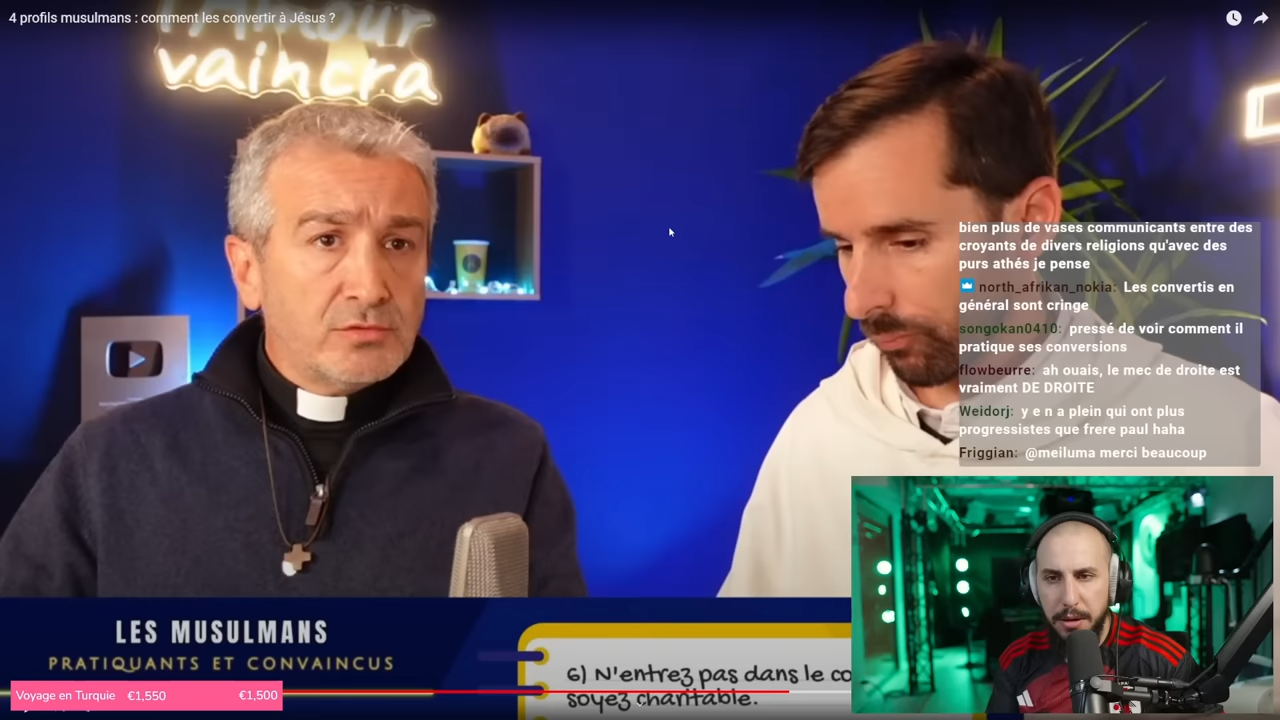 4 profils musulmans : comment les convertir à Jésus ?
l'Amour
vaincra
bien plus de vases communicants entre des
croyants de divers religions qu'avec des
purs athés je pense
north_afrikan_nokia: Les convertis en
général sont cringe
songokan0410: pressé de voir comment il
pratique ses conversions
flowbeurre: ah ouais, le mec de droite est
vraiment DE DROITE
Weidorj: y e n a plein qui ont plus
progressistes que frere paul haha
Friggian: @meiluma merci beaucoup
LES MUSULMANS
PRATIQUANTS ET CONVAINCUS
6) N'entrez pas dans le co
soyez charitable.
Voyage en Turquie €1,550 €1,500